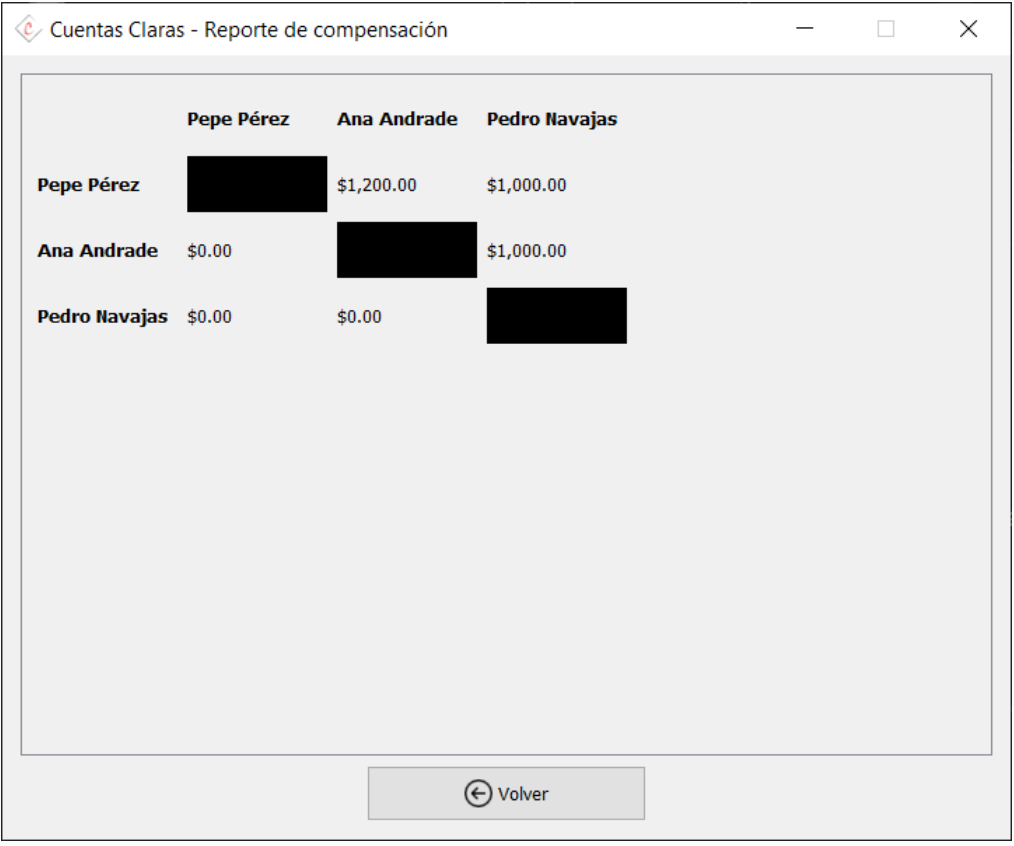 Cuentas Claras - Reporte de compensación
Pepe Pérez Ana Andrade Pedro Navajas
Pepe Pérez $1,200.00 $1,000.00
Ana Andrade $0.00 $1,000.00
Pedro Navajas $0.00 $0.00
Volver